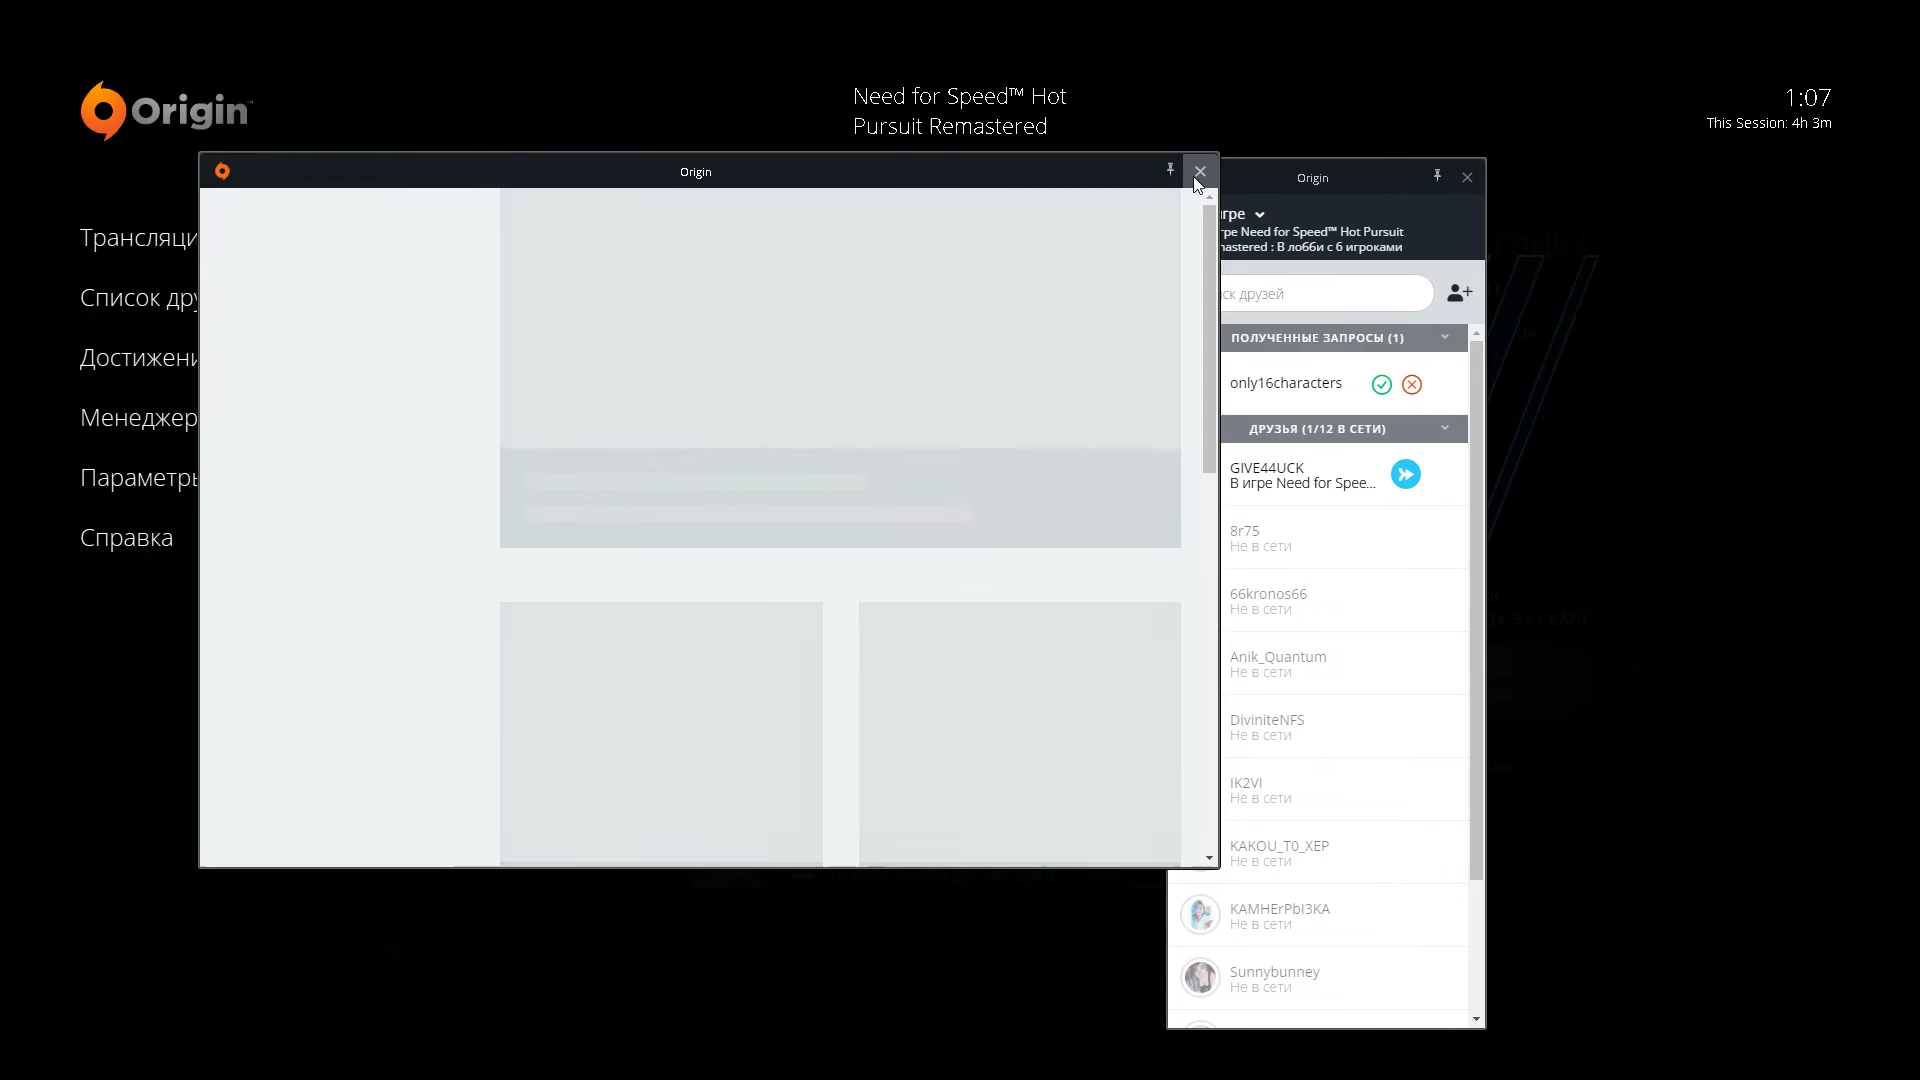 Origin
Need for Speed™ Hot
Pursuit Remastered
1:07
This Session: 4h 3m
Origin
Origin
Трансляци
Список дру
Достижени
Менеджер
Параметры
Справка
гре
ре Need for Speed™ Hot Pursuit
nastered : В лобби с 6 игроками
ск друзей
ПОЛУЧЕННЫЕ ЗАПРОСЫ (1)
only16characters
ДРУЗЬЯ (1/12 В СЕТИ)
GIVE44UCK
В игре Need for Spee...
8r75
Не в сети
66kronos66
Не в сети
Anik_Quantum
Не в сети
DiviniteNFS
Не в сети
IK2VI
Не в сети
KAKOU_T0_XEP
Не в сети
KAMHErPbI3KA
Не в сети
Sunnybunney
Не в сети